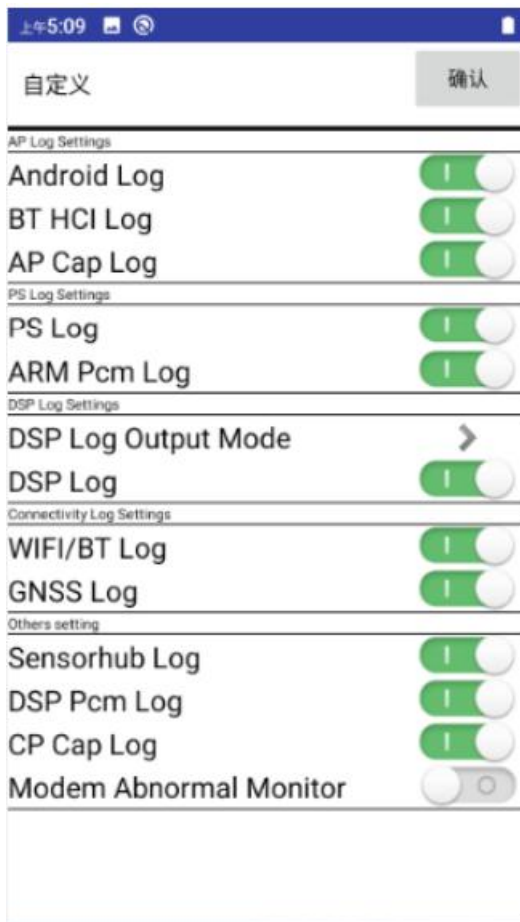 上午5:09
自定义
确认
AP Log Settings
Android Log
BT HCI Log
AP Cap Log
PS Log Settings
PS Log
ARM Pcm Log
DSP Log Settings
DSP Log Output Mode
DSP Log
Connectivity Log Settings
WIFI/BT Log
GNSS Log
Others setting
Sensorhub Log
DSP Pcm Log
CP Cap Log
Modem Abnormal Monitor